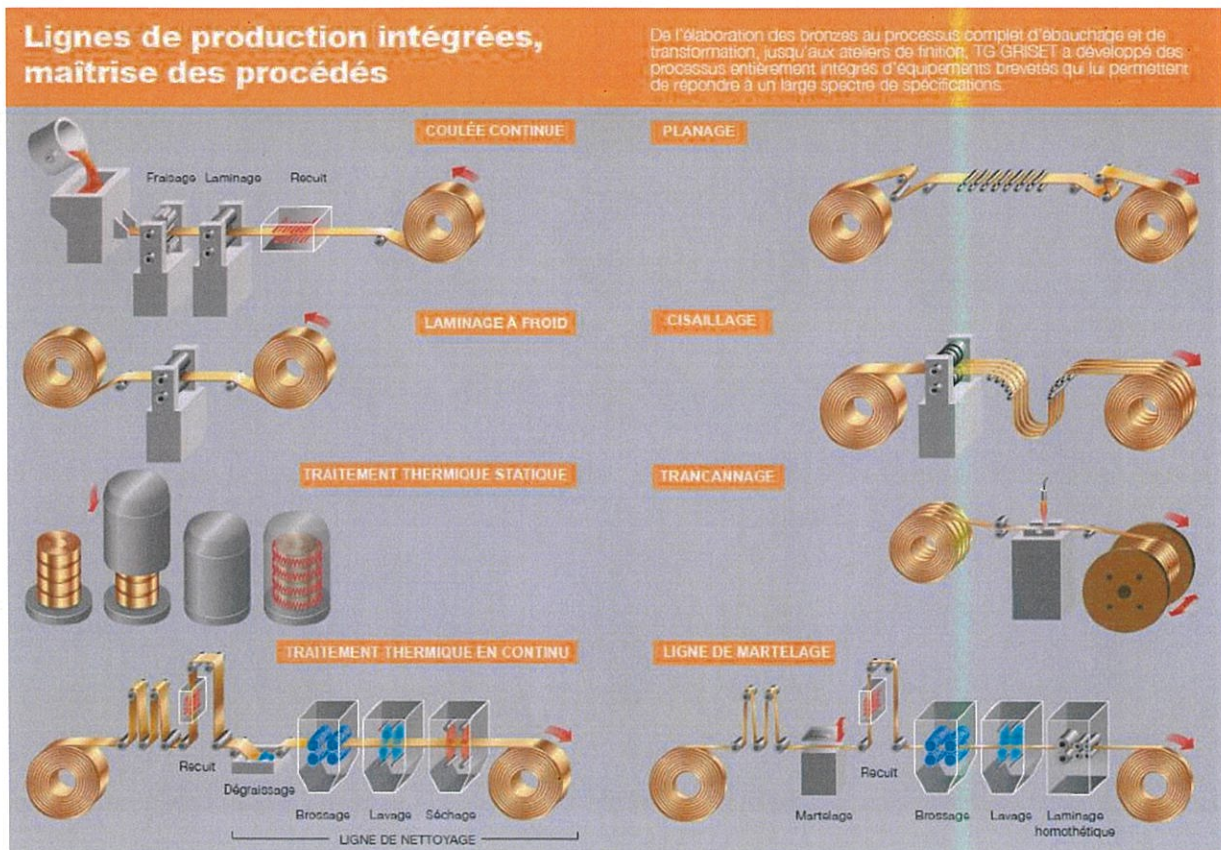 Lignes de production intégrées,
maîtrise des procédés
De l'élaboration des bronzes au processus complet d'ébauchage et de
transformation, jusqu'aux ateliers de finition, TG GRISET a développé des
processus entièrement intégrés d'équipements brevetés qui lui permettent
de répondre à un large spectre de spécifications.
COULÉE CONTINUE
Fraisage Laminage Recuit
PLANAGE
LAMINAGE À FROID
CISAILLAGE
TRAITEMENT THERMIQUE STATIQUE
TRANCANNAGE
TRAITEMENT THERMIQUE EN CONTINU
Recuit
Dégraissage
Brossage Lavage Séchage
LIGNE DE NETTOYAGE
LIGNE DE MARTELAGE
Recuit
Martelage Brossage Lavage Laminage
homothétique